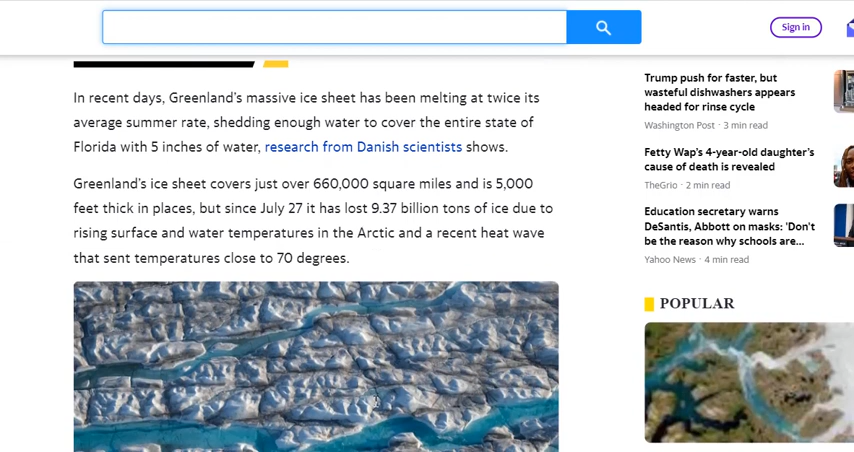 Sign in
In recent days, Greenland's massive ice sheet has been melting at twice its
average summer rate, shedding enough water to cover the entire state of
Florida with 5 inches of water, research from Danish scientists shows.
Greenland's ice sheet covers just over 660,000 square miles and is 5,000
feet thick in places, but since July 27 it has lost 9.37 billion tons of ice due to
rising surface and water temperatures in the Arctic and a recent heat wave
that sent temperatures close to 70 degrees.
Trump push for faster, but
wasteful dishwashers appears
headed for rinse cycle
Washington Post · 3 min read
Fetty Wap's 4-year-old daughter's
cause of death is revealed
TheGrio · 2 min read
Education secretary warns
DeSantis, Abbott on masks: 'Don't
be the reason why schools are...
Yahoo News · 4 min read
POPULAR